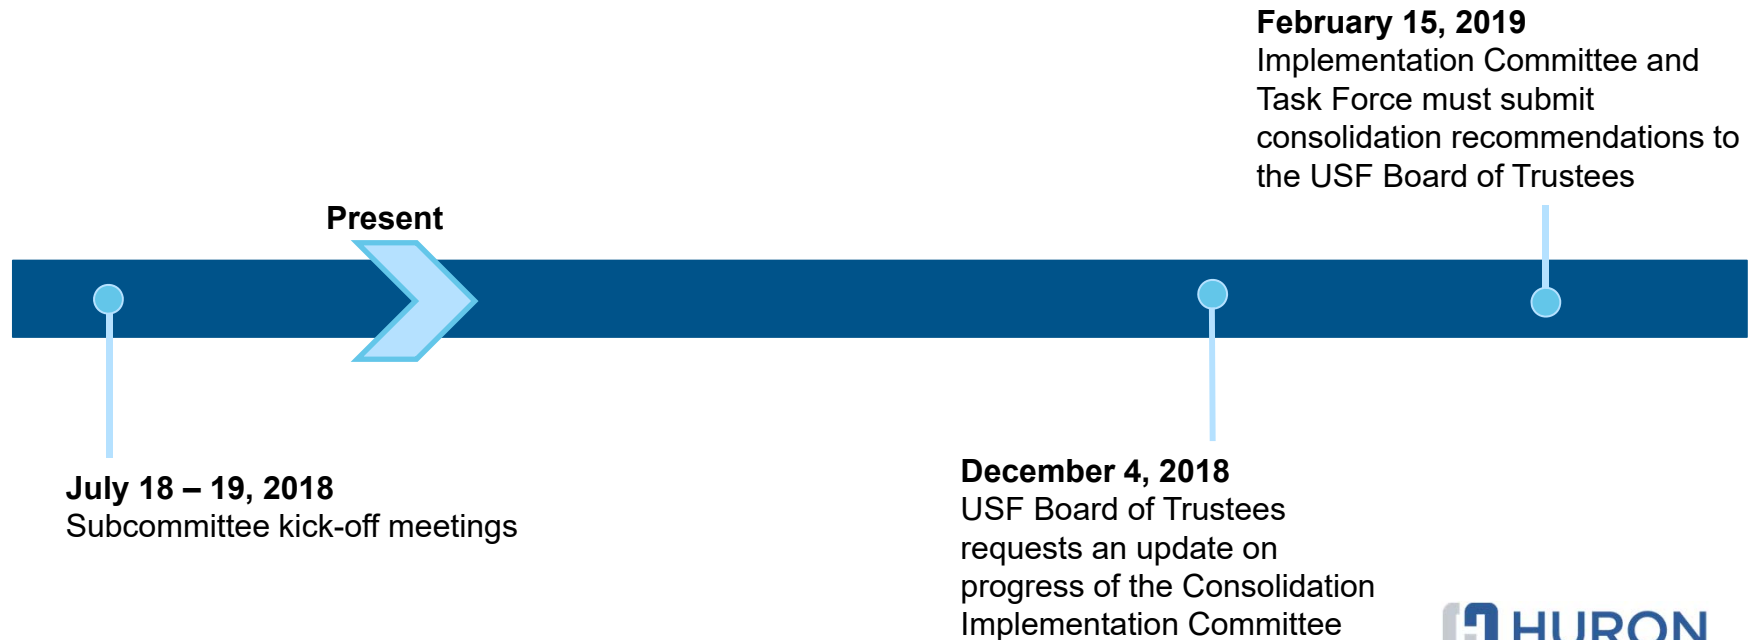 February 15, 2019
Implementation Committee and
Task Force must submit
consolidation recommendations to
the USF Board of Trustees
Present
July 18 – 19, 2018
Subcommittee kick-off meetings
December 4, 2018
USF Board of Trustees
requests an update on
progress of the Consolidation
Implementation Committee
HURON